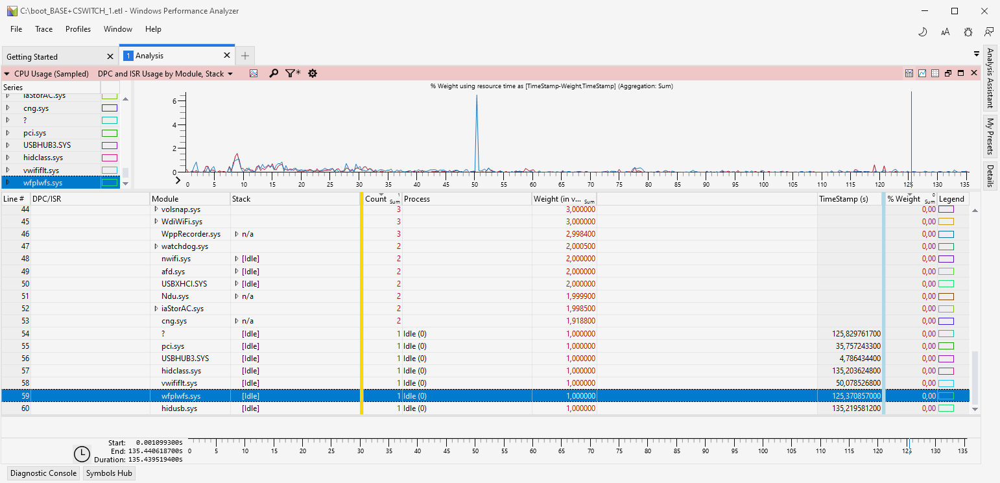 C:\boot_BASE+CSWITCH_1.etl - Windows Performance Analyzer
File Trace Profiles Window Help
Getting Started 1 Analysis
CPU Usage (Sampled) DPC and ISR Usage by Module, Stack
Series
iaStorAC.sys
cng.sys
?
pci.sys
USBHUB3.SYS
hidclass.sys
vwififlt.sys
wfplwfs.sys
% Weight using resource time as [TimeStamp-Weight,TimeStamp] (Aggregation: Sum)
6
4
2
0
0 5 10 15 20 25 30 35 40 45 50 55 60 65 70 75 80 85 90 95 100 105 110 115 120 125 130 135
Analysis Assistant
My Presets
Details
Line # DPC/ISR Module Stack Count 1 Sum Process Weight (in v... Sum TimeStamp (s) % Weight 0 Sum Legend
44 volsnap.sys 3 3,000000 0,00
45 WdiWiFi.sys 3 3,000000 0,00
46 WppRecorder.sys n/a 3 2,998400 0,00
47 watchdog.sys 2 2,000500 0,00
48 nwifi.sys [Idle] 2 2,000000 0,00
49 afd.sys [Idle] 2 2,000000 0,00
50 USBXHCI.SYS [Idle] 2 2,000000 0,00
51 Ndu.sys n/a 2 1,999900 0,00
52 iaStorAC.sys 2 1,998500 0,00
53 cng.sys n/a 2 1,918800 0,00
54 ? [Idle] 1 Idle (0) 1,000000 125,829761700 0,00
55 pci.sys [Idle] 1 Idle (0) 1,000000 35,757243300 0,00
56 USBHUB3.SYS [Idle] 1 Idle (0) 1,000000 4,786434400 0,00
57 hidclass.sys [Idle] 1 Idle (0) 1,000000 135,203624800 0,00
58 vwififlt.sys [Idle] 1 Idle (0) 1,000000 50,078526800 0,00
59 wfplwfs.sys [Idle] 1 Idle (0) 1,000000 125,370857000 0,00
60 hidusb.sys [Idle] 1 Idle (0) 1,000000 135,219581200 0,00
Start: 0.001099300s
End: 135.440618700s
Duration: 135.439519400s
0 5 10 15 20 25 30 35 40 45 50 55 60 65 70 75 80 85 90 95 100 105 110 115 120 125 130 135
Diagnostic Console Symbols Hub